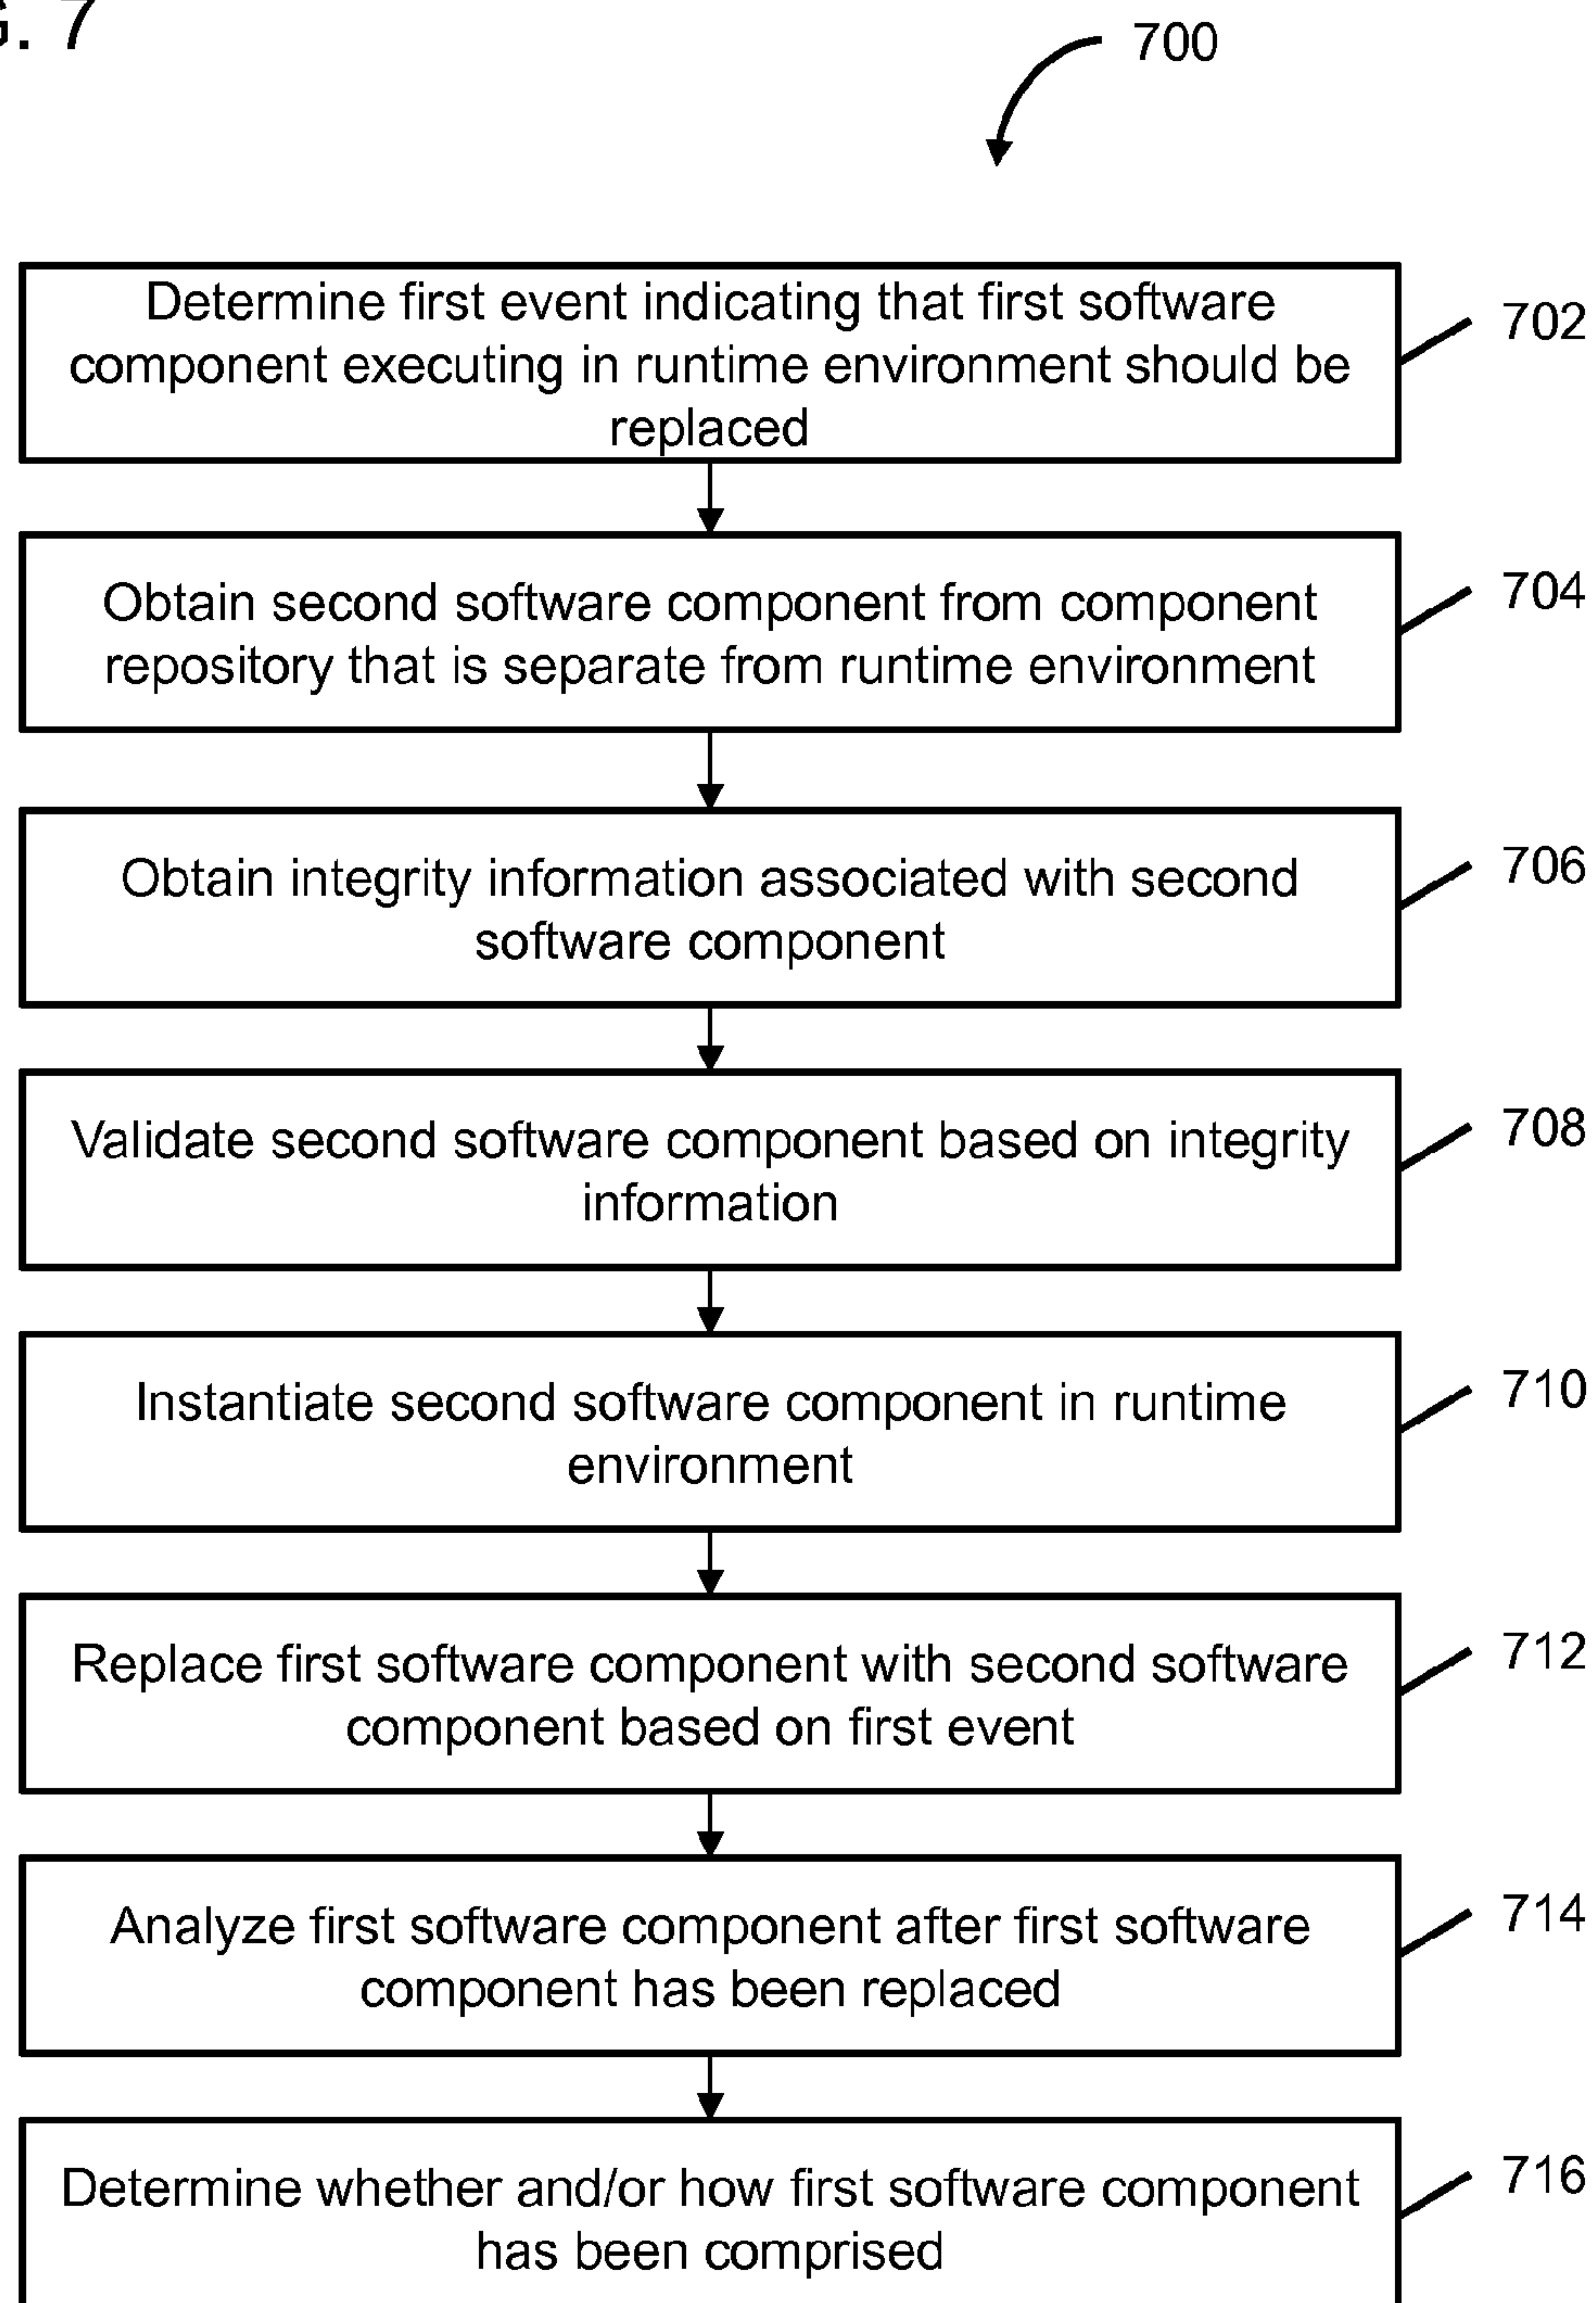 G. 7
700
Determine first event indicating that first software
component executing in runtime environment should be
replaced
702
Obtain second software component from component
repository that is separate from runtime environment
704
Obtain integrity information associated with second
software component
706
Validate second software component based on integrity
information
708
Instantiate second software component in runtime
environment
710
Replace first software component with second software
component based on first event
712
Analyze first software component after first software
component has been replaced
714
Determine whether and/or how first software component
has been comprised
716